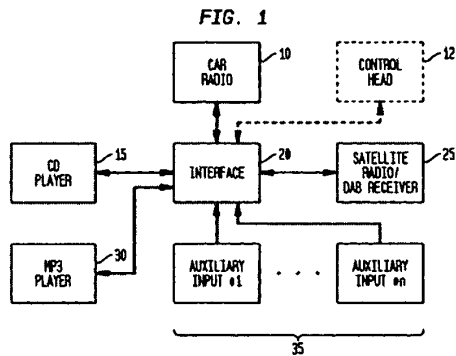 FIG. 1
CAR
RADIO
10
CONTROL
HEAD
12
CD
PLAYER
15
INTERFACE
20
SATELLITE
RADIO/
DAB RECEIVER
25
MP3
PLAYER
30
AUXILIARY
INPUT #1
. . . .
AUXILIARY
INPUT #n
35